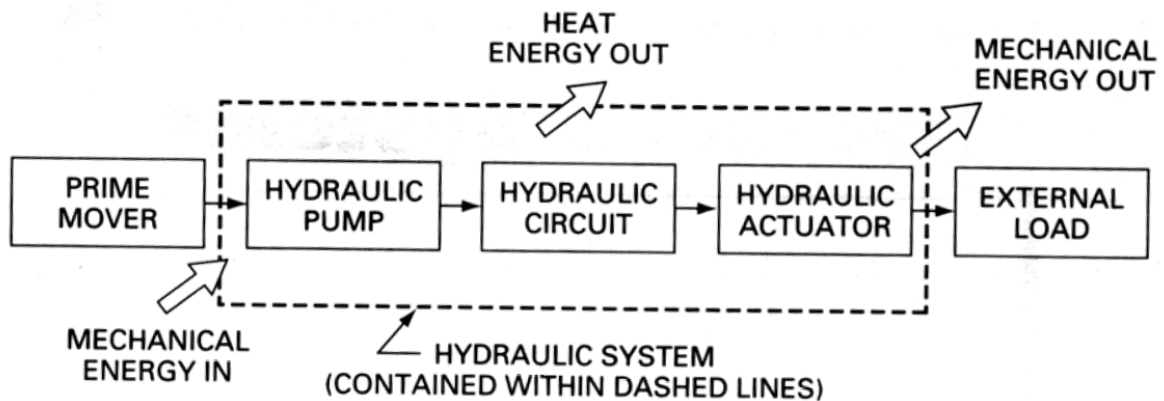 HEAT
ENERGY OUT
MECHANICAL
ENERGY OUT
PRIME
MOVER
HYDRAULIC
PUMP
HYDRAULIC
CIRCUIT
HYDRAULIC
ACTUATOR
EXTERNAL
LOAD
MECHANICAL
ENERGY IN
HYDRAULIC SYSTEM
(CONTAINED WITHIN DASHED LINES)